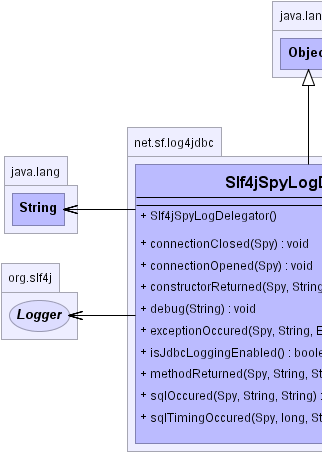 java.lan
Objec
net.sf.log4jdbc
java.lang
String
Slf4jSpyLogD
+ Slf4jSpyLogDelegator()
+ connectionClosed(Spy) : void
+ connectionOpened(Spy) : void
+ constructorReturned(Spy, String
+ debug(String) : void
+ exceptionOccured(Spy, String, E
+ isJdbcLoggingEnabled() : boole
+ methodReturned(Spy, String, St
+ sqlOccured(Spy, String, String) :
+ sqlTimingOccured(Spy, long, St
org.slf4j
Logger